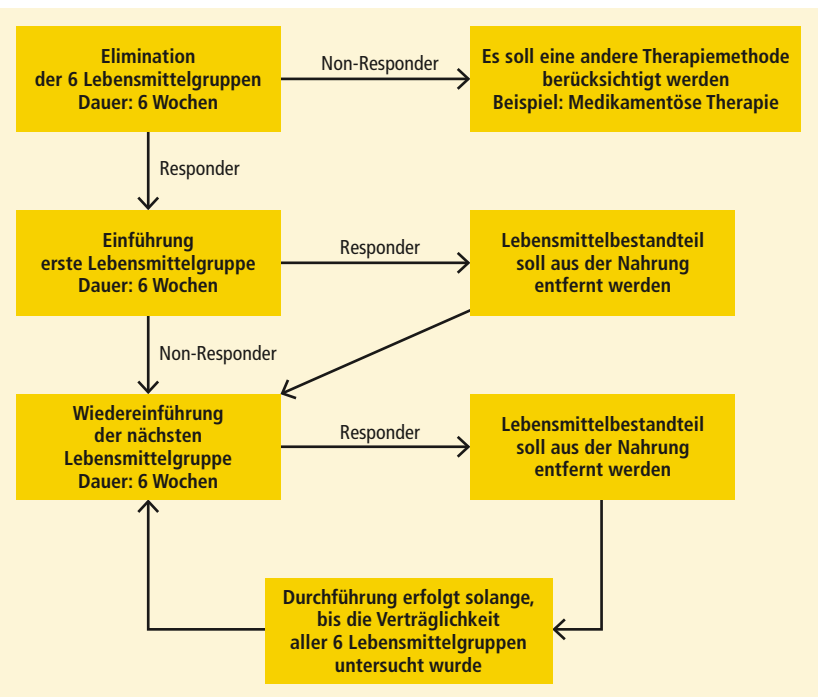 Elimination
der 6 Lebensmittelgruppen
Dauer: 6 Wochen
Non-Responder
Es soll eine andere Therapiemethode
berücksichtigt werden
Beispiel: Medikamentöse Therapie
Responder
Einführung
erste Lebensmittelgruppe
Dauer: 6 Wochen
Responder
Lebensmittelbestandteil
soll aus der Nahrung
entfernt werden
Non-Responder
Wiedereinführung
der nächsten
Lebensmittelgruppe
Dauer: 6 Wochen
Responder
Lebensmittelbestandteil
soll aus der Nahrung
entfernt werden
Durchführung erfolgt solange,
bis die Verträglichkeit
aller 6 Lebensmittelgruppen
untersucht wurde